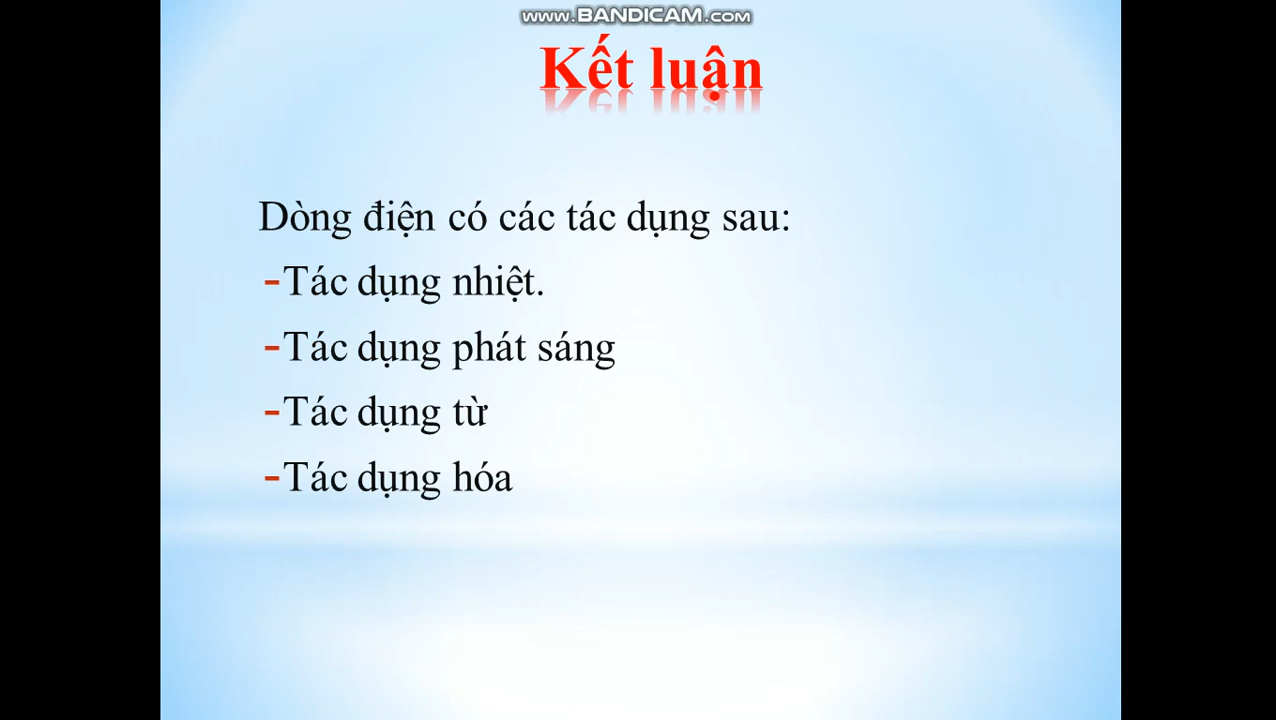 www.BANDICAM.com
Kết luận
Dòng điện có các tác dụng sau:
-Tác dụng nhiệt.
-Tác dụng phát sáng
-Tác dụng từ
-Tác dụng hóa